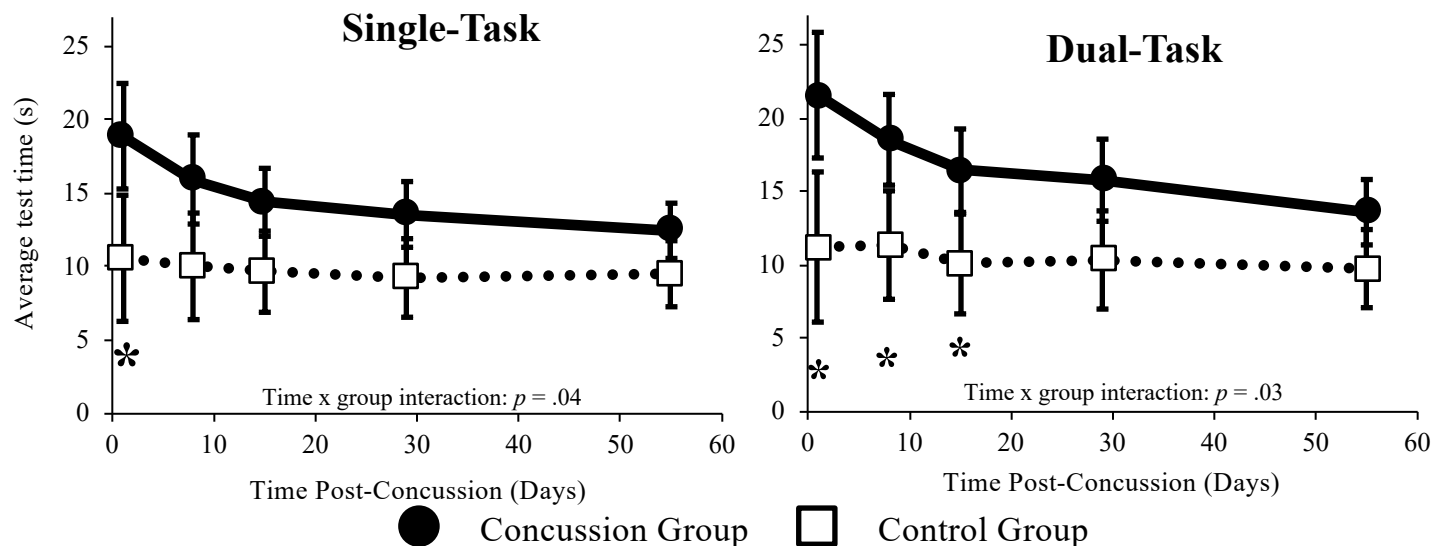 Single-Task
Average test time (s)
25
20
15
10
5
0
*
Time x group interaction: p = .04
0 10 20 30 40 50 60
Time Post-Concussion (Days)
Dual-Task
25
20
15
10
5
0
* * *
Time x group interaction: p = .03
0 10 20 30 40 50 60
Time Post-Concussion (Days)
Concussion Group Control Group